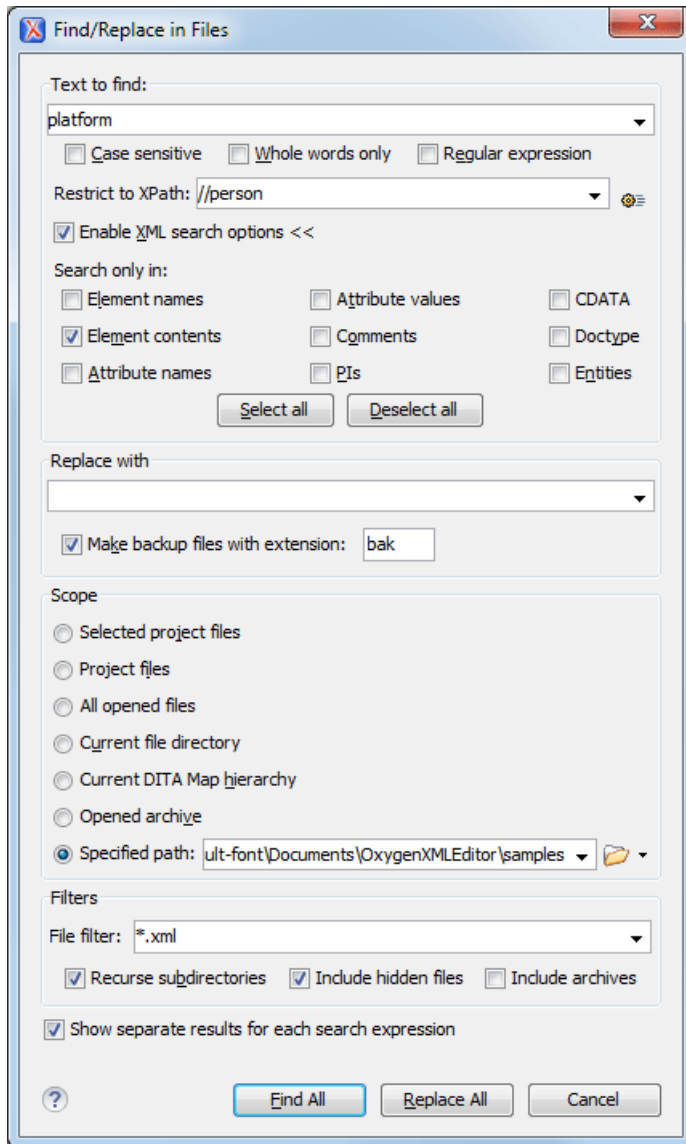 Find/Replace in Files
Text to find:
platform
Case sensitive Whole words only Regular expression
Restrict to XPath: //person
Enable XML search options <<
Search only in:
Element names Attribute values CDATA
Element contents Comments Doctype
Attribute names PIs Entities
Select all Deselect all
Replace with
Make backup files with extension: bak
Scope
Selected project files
Project files
All opened files
Current file directory
Current DITA Map hierarchy
Opened archive
Specified path: ult-font\Documents\OxygenXMLEditor\samples
Filters
File filter: *.xml
Recurse subdirectories Include hidden files Include archives
Show separate results for each search expression
? Find All Replace All Cancel